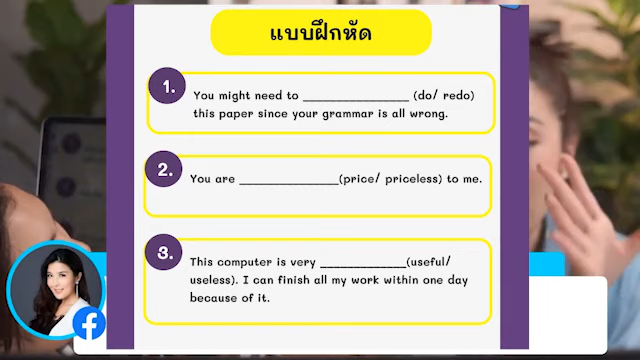 แบบฝึกหัด
1.
You might need to ________________ (do/ redo)
this paper since your grammar is all wrong.
2.
You are _______________(price/ priceless) to me.
3.
This computer is very _____________(useful/
useless). I can finish all my work within one day
because of it.